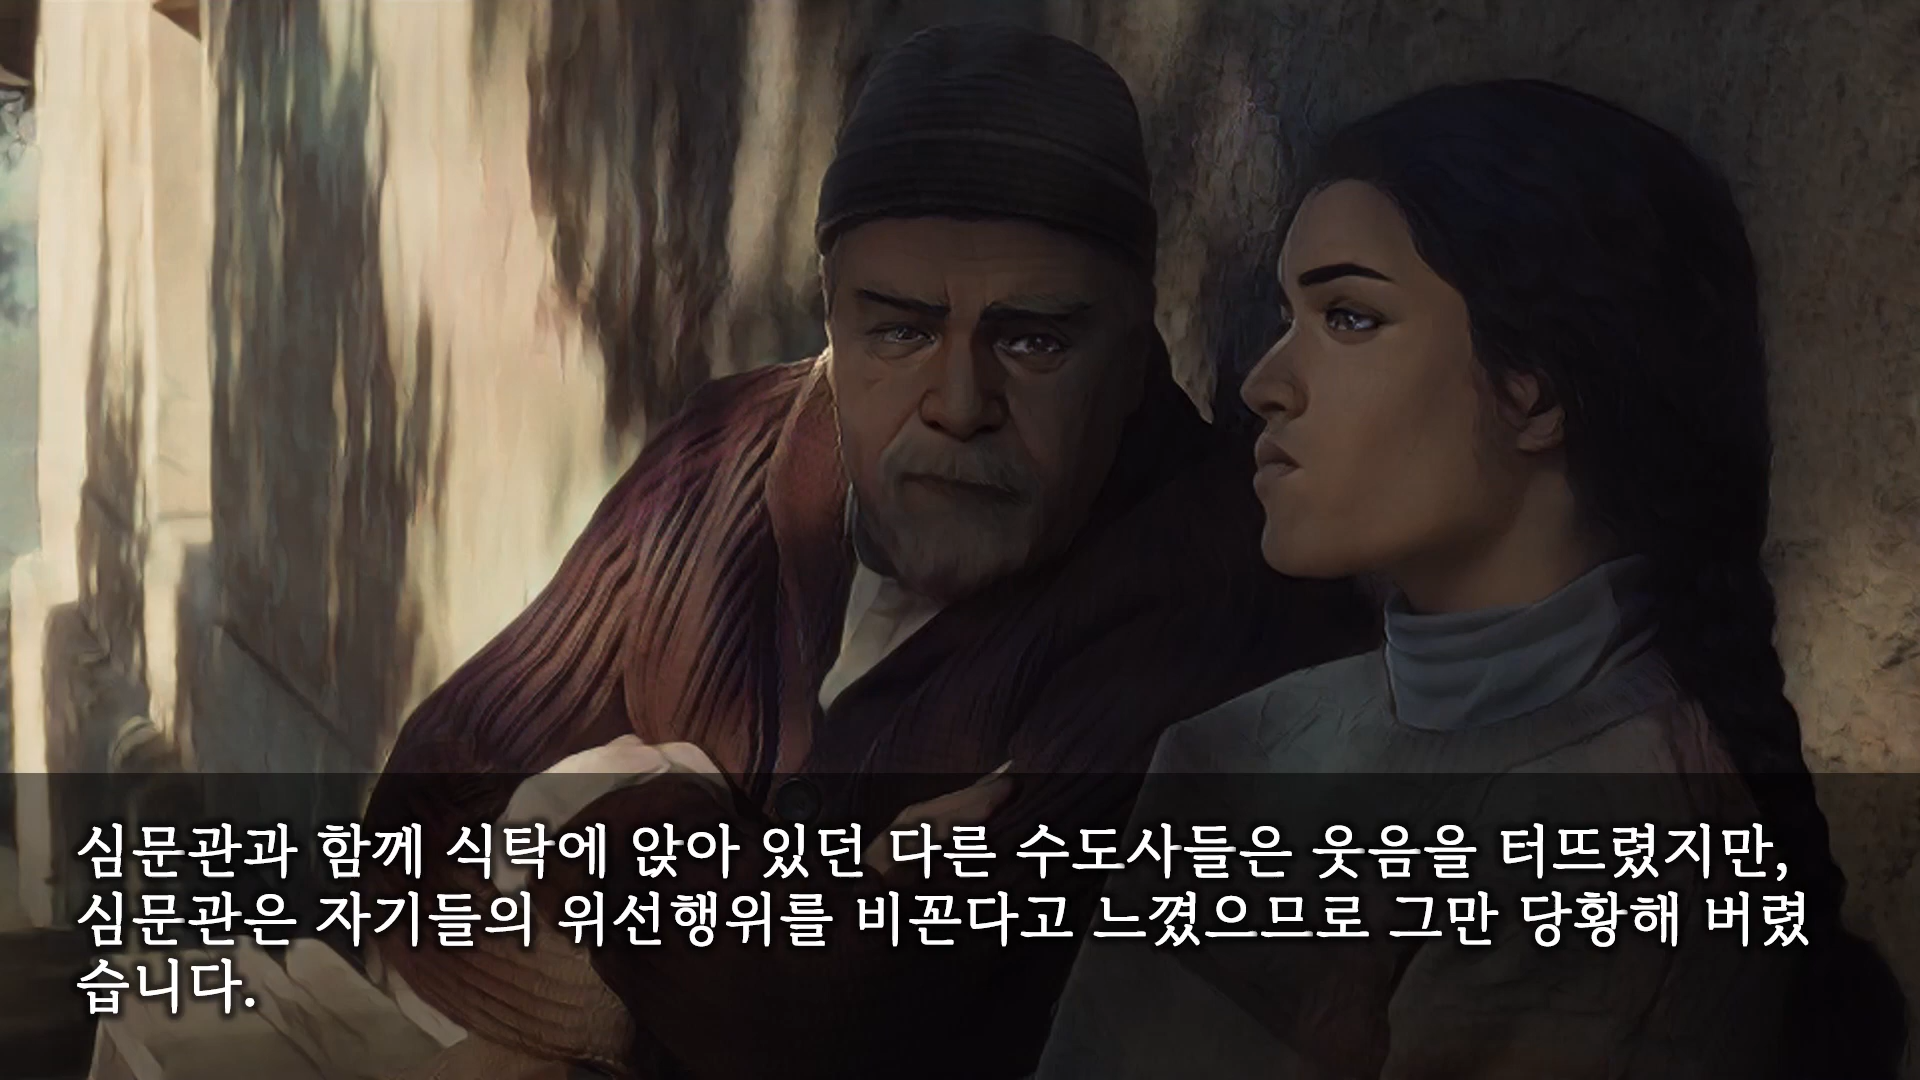 심문관과 함께 식탁에 앉아 있던 다른 수도사들은 웃음을 터뜨렸지만,
심문관은 자기들의 위선행위를 비꼰다고 느꼈으므로 그만 당황해 버렸
습니다.